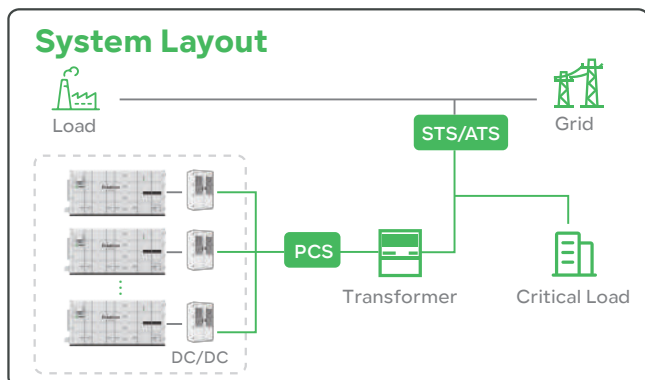 System Layout
Load
Grid
STS/ATS
PCS
Transformer
Critical Load
DC/DC